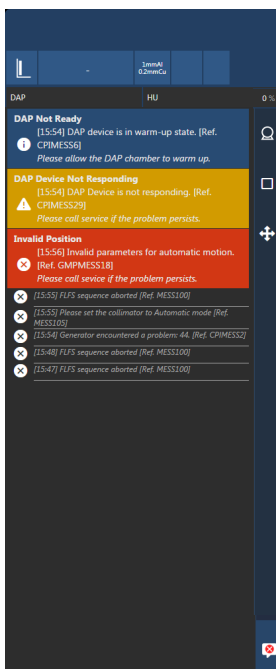 1mmAl
0.2mmCu
-
DAP HU 0 %
DAP Not Ready
[15:54] DAP device is in warm-up state. [Ref.
CPIMESS6]
Please allow the DAP chamber to warm up.
DAP Device Not Responding
[15:54] DAP Device is not responding. [Ref.
CPIMESS29]
Please call service if the problem persists.
Invalid Position
[15:56] Invalid parameters for automatic motion.
[Ref. GMPMESS18]
Please call sevice if the problem persists.
[15:55] FLFS sequence aborted [Ref. MESS100]
[15:55] Please set the collimator to Automatic mode [Ref.
MESS105]
[15:54] Generator encountered a problem: 44. [Ref. CPIMESS2]
[15:48] FLFS sequence aborted [Ref. MESS100]
[15:47] FLFS sequence aborted [Ref. MESS100]